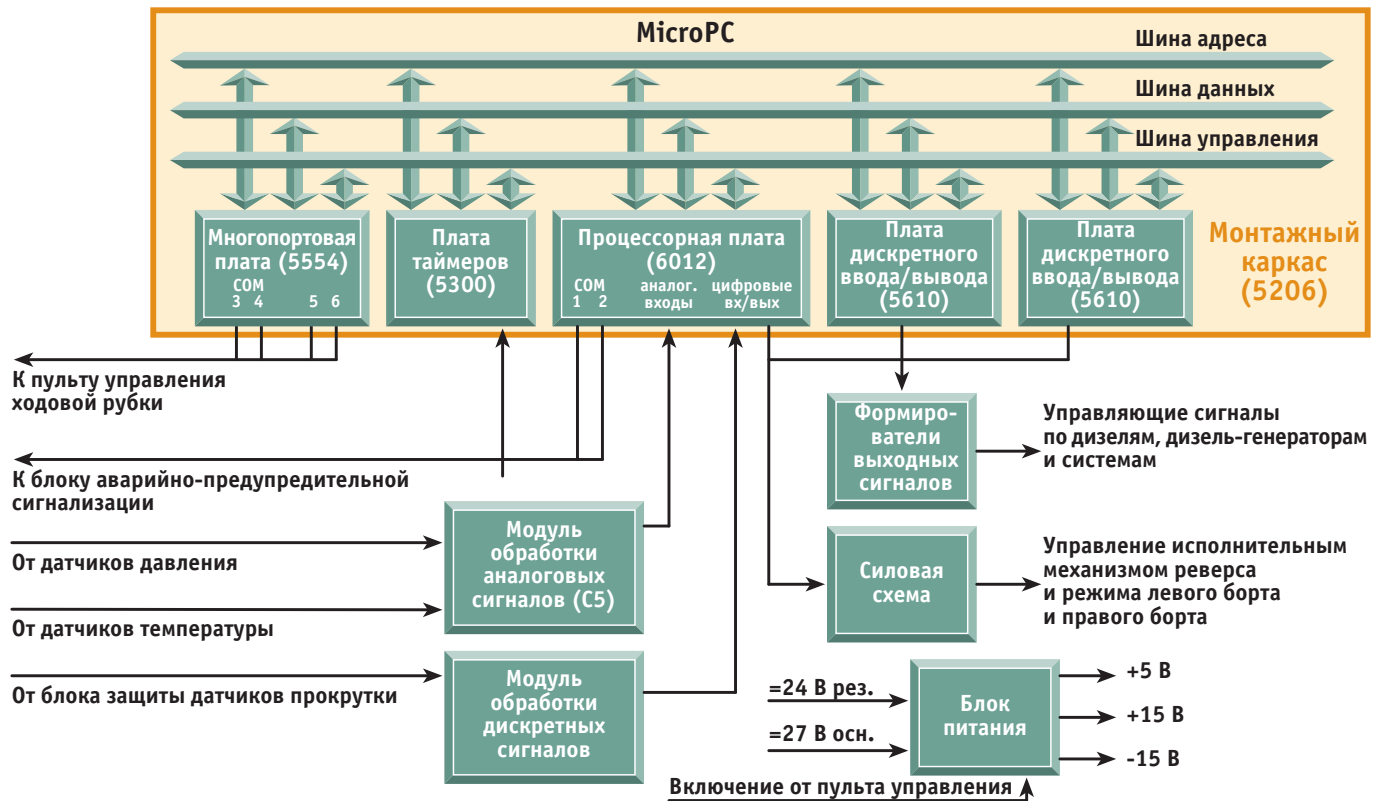 MicroPC
Шина адреса
Шина данных
Шина управления
Многопортовая
плата (5554)
COM
3 4 5 6
Плата
таймеров
(5300)
Процессорная плата
(6012)
COM аналог. цифровые
1 2 входы вх/вых
Плата
дискретного
ввода/вывода
(5610)
Плата
дискретного
ввода/вывода
(5610)
Монтажный
каркас
(5206)
К пульту управления
ходовой рубки
К блоку аварийно-предупредительной
сигнализации
От датчиков давления
От датчиков температуры
От блока защиты датчиков прокрутки
Модуль
обработки
аналоговых
сигналов (С5)
Модуль
обработки
дискретных
сигналов
Формиро-
ватели
выходных
сигналов
Управляющие сигналы
по дизелям, дизель-генераторам
и системам
Силовая
схема
Управление исполнительным
механизмом реверса
и режима левого борта
и правого борта
=24 В рез.
=27 В осн.
Блок
питания
+5 В
+15 В
-15 В
Включение от пульта управления